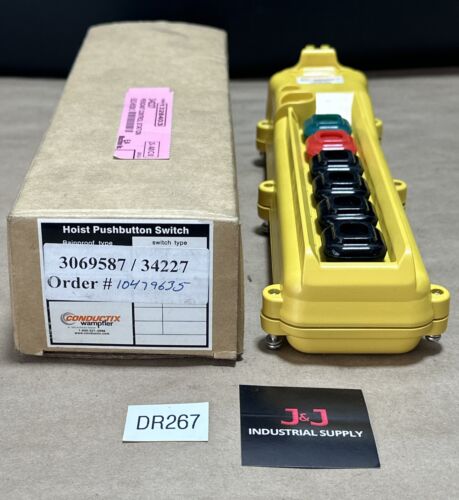 Hoist Pushbutton Switch
Rainproof type
switch type
3069587 / 34227
Order # 10479635
CONDUCTIX
wampfler
DR267
J&J
INDUSTRIAL SUPPLY